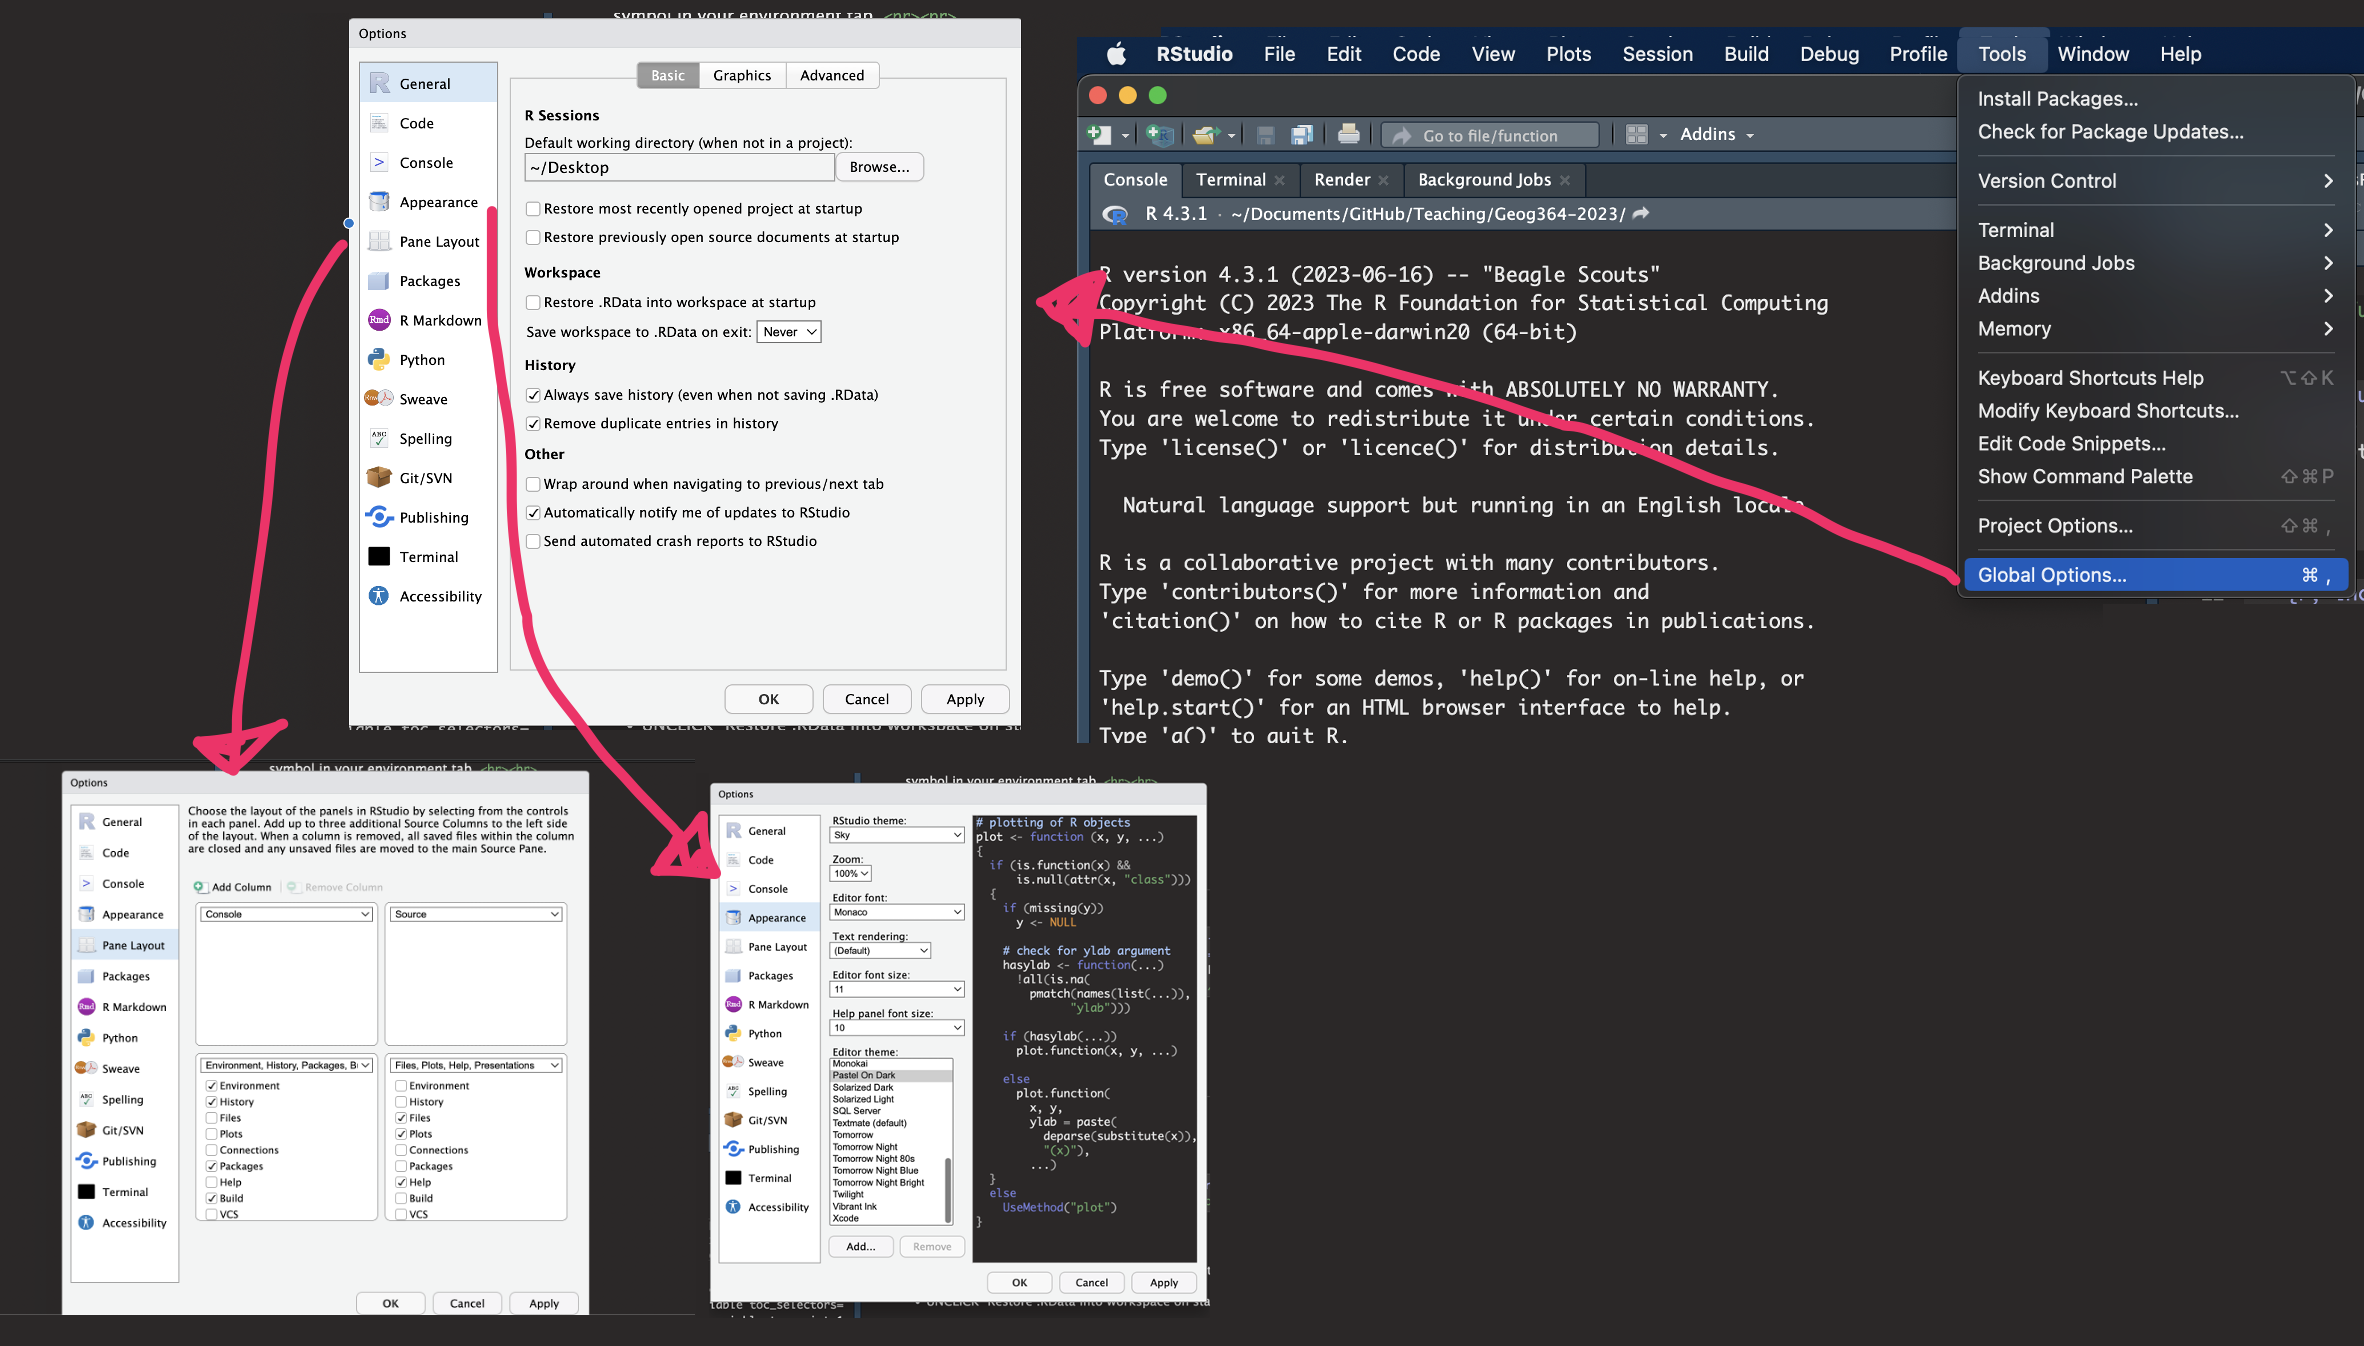 symbol in your environment tab <hr><hr>
Options
General
Code
Console
Appearance
Pane Layout
Packages
R Markdown
Python
Sweave
Spelling
Git/SVN
Publishing
Terminal
Accessibility
Basic Graphics Advanced
R Sessions
Default working directory (when not in a project):
~/Desktop Browse...
Restore most recently opened project at startup
Restore previously open source documents at startup
Workspace
Restore .RData into workspace at startup
Save workspace to .RData on exit: Never
History
Always save history (even when not saving .RData)
Remove duplicate entries in history
Other
Wrap around when navigating to previous/next tab
Automatically notify me of updates to RStudio
Send automated crash reports to RStudio
OK Cancel Apply
RStudio File Edit Code View Plots Session Build Debug Profile Tools Window Help
Go to file/function Addins
Console Terminal Render Background Jobs
R 4.3.1 · ~/Documents/GitHub/Teaching/Geog364-2023/
R version 4.3.1 (2023-06-16) -- "Beagle Scouts"
Copyright (C) 2023 The R Foundation for Statistical Computing
Platform: x86_64-apple-darwin20 (64-bit)
R is free software and comes with ABSOLUTELY NO WARRANTY.
You are welcome to redistribute it under certain conditions.
Type 'license()' or 'licence()' for distribution details.
Natural language support but running in an English locale
R is a collaborative project with many contributors.
Type 'contributors()' for more information and
'citation()' on how to cite R or R packages in publications.
Type 'demo()' for some demos, 'help()' for on-line help, or
'help.start()' for an HTML browser interface to help.
Type 'q()' to quit R.
Install Packages...
Check for Package Updates...
Version Control
Terminal
Background Jobs
Addins
Memory
Keyboard Shortcuts Help ⌥⇧K
Modify Keyboard Shortcuts...
Edit Code Snippets...
Show Command Palette ⇧⌘P
Project Options... ⇧⌘,
Global Options... ⌘,
symbol in your environment tab <hr><hr>
Options
General
Code
Console
Appearance
Pane Layout
Packages
R Markdown
Python
Sweave
Spelling
Git/SVN
Publishing
Terminal
Accessibility
Choose the layout of the panels in RStudio by selecting from the controls
in each panel. Add up to three additional Source Columns to the left side
of the layout. When a column is removed, all saved files within the column
are closed and any unsaved files are moved to the main Source Pane.
Add Column Remove Column
Console
Source
Environment, History, Packages, B
Environment
History
Files
Plots
Connections
Packages
Help
Build
VCS
Files, Plots, Help, Presentations
Environment
History
Files
Plots
Connections
Packages
Help
Build
VCS
OK Cancel Apply
symbol in your environment tab <hr><hr>
Options
General
Code
Console
Appearance
Pane Layout
Packages
R Markdown
Python
Sweave
Spelling
Git/SVN
Publishing
Terminal
Accessibility
RStudio theme:
Sky
Zoom:
100%
Editor font:
Monaco
Text rendering:
(Default)
Editor font size:
11
Help panel font size:
10
Editor theme:
Monokai
Pastel On Dark
Solarized Dark
Solarized Light
SQL Server
Textmate (default)
Tomorrow
Tomorrow Night
Tomorrow Night 80s
Tomorrow Night Blue
Tomorrow Night Bright
Twilight
Vibrant Ink
Xcode
Add... Remove
# plotting of R objects
plot <- function (x, y, ...)
{
if (is.function(x) &&
is.null(attr(x, "class")))
{
if (missing(y))
y <- NULL
# check for ylab argument
hasylab <- function(...)
!all(is.na(
pmatch(names(list(...)),
"ylab")))
if (hasylab(...))
plot.function(x, y, ...)
else
plot.function(
x, y,
ylab = paste(
deparse(substitute(x)),
"(x)"),
...)
}
else
UseMethod("plot")
}
OK Cancel Apply